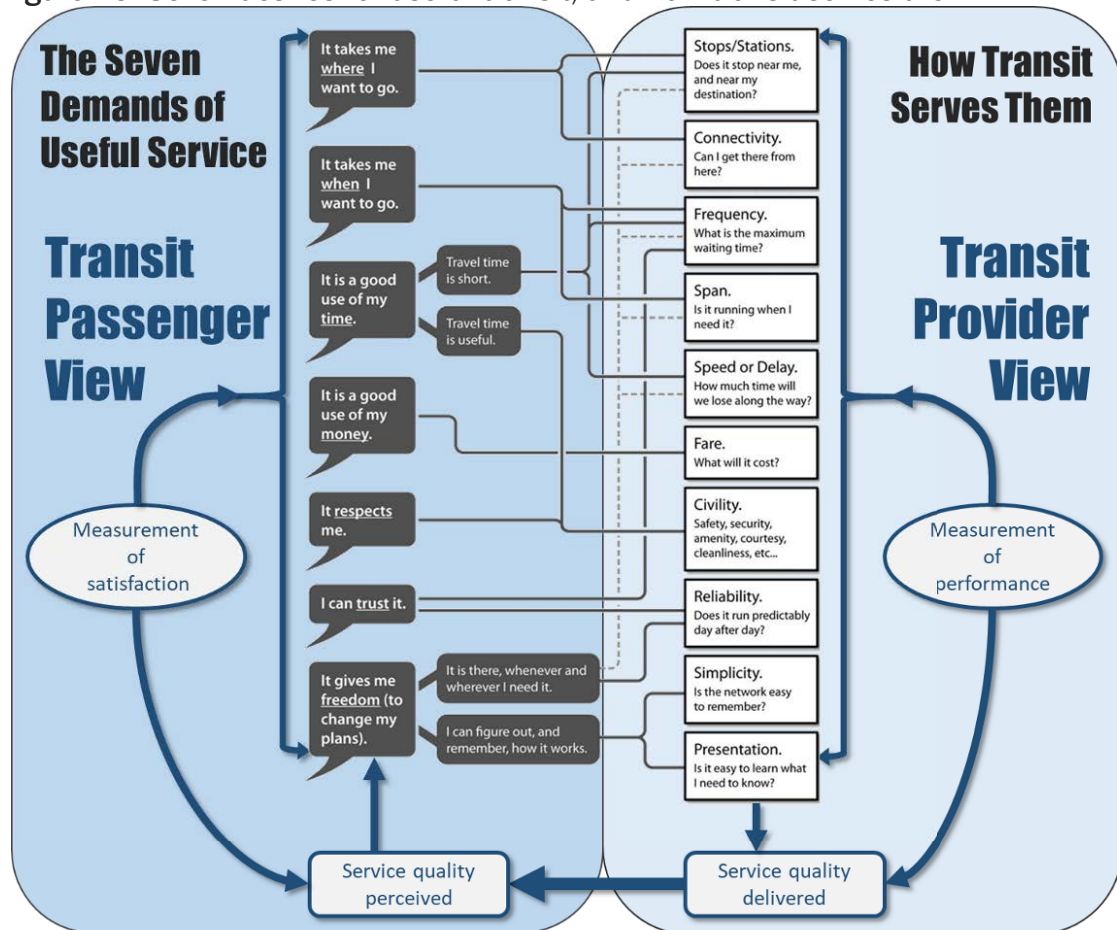 The Seven
Demands of
Useful Service
Transit
Passenger
View
It takes me
where I
want to go.
It takes me
when I
want to go.
It is a good
use of my
time.
Travel time
is short.
Travel time
is useful.
It is a good
use of my
money.
It respects
me.
I can trust it.
It gives me
freedom (to
change my
plans).
It is there, whenever and
wherever I need it.
I can figure out, and
remember, how it works.
Measurement
of
satisfaction
Service quality
perceived
How Transit
Serves Them
Transit
Provider
View
Stops/Stations.
Does it stop near me,
and near my
destination?
Connectivity.
Can I get there from
here?
Frequency.
What is the maximum
waiting time?
Span.
Is it running when I
need it?
Speed or Delay.
How much time will
we lose along the way?
Fare.
What will it cost?
Civility.
Safety, security,
amenity, courtesy,
cleanliness, etc...
Reliability.
Does it run predictably
day after day?
Simplicity.
Is the network easy
to remember?
Presentation.
Is it easy to learn what
I need to know?
Measurement
of
performance
Service quality
delivered